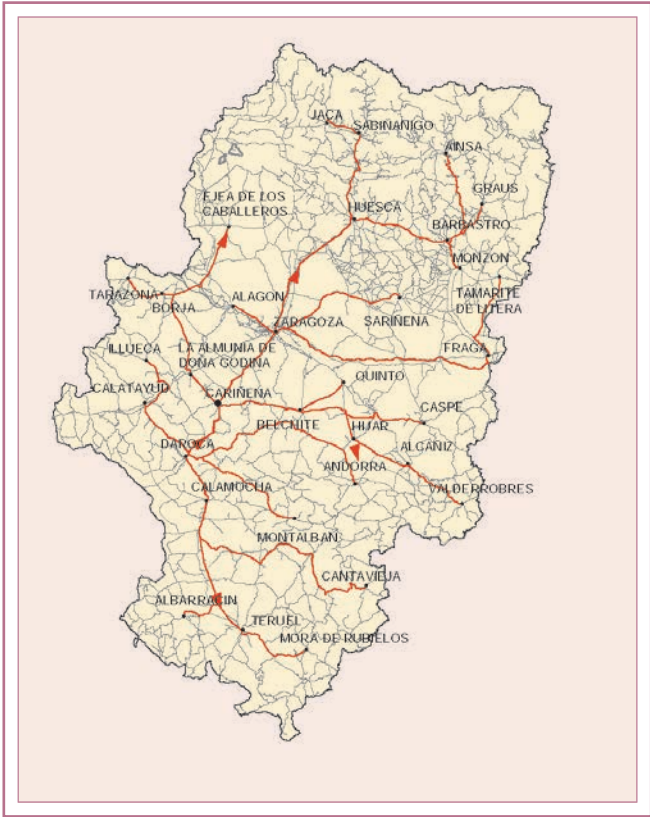 JACA
SABIÑANIGO
AINSA
GRAUS
EJEA DE LOS
CABALLEROS
HUESCA
BARBASTRO
MONZON
TARAZONA
BORJA
ALAGON
TAMARITE
DE LITERA
SARIÑENA
ZARAGOZA
ILLUECA
LA ALMUNIA DE
DOÑA GODINA
FRAGA
CALATAYUD
CARIÑENA
QUINTO
CASPE
BELCHITE
HIJAR
DAROCA
ALCAÑIZ
ANDORRA
CALAMOCHA
VALDERROBRES
MONTALBAN
CANTAVIEJA
ALBARRACIN
TERUEL
MORA DE RUBIELOS